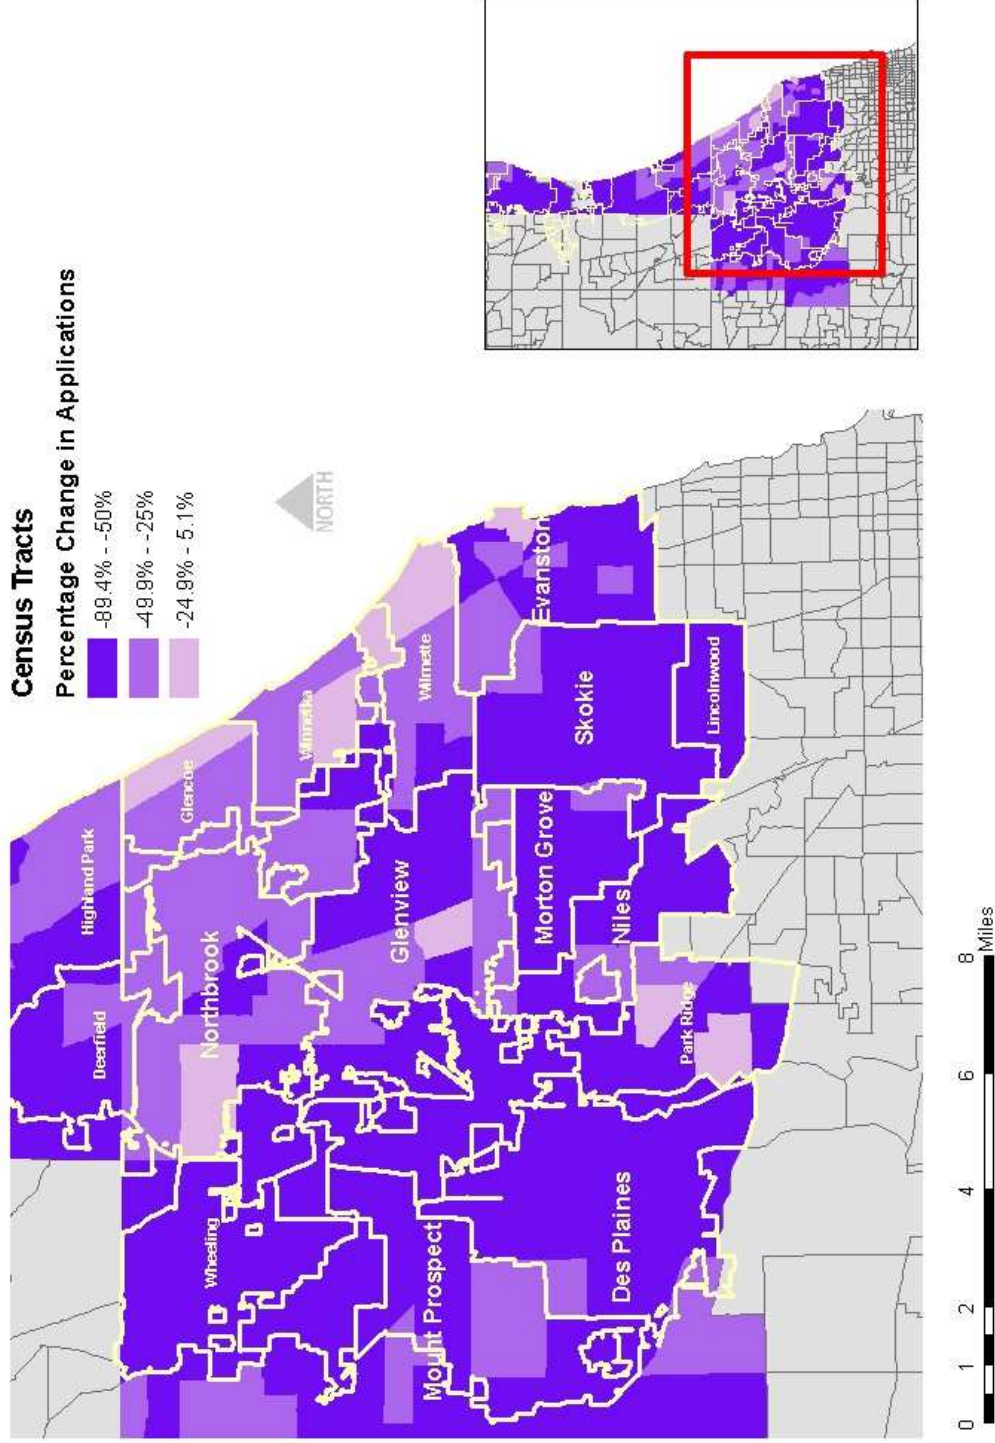 Census Tracts
Percentage Change in Applications
-89.4% - -50%
-49.9% - -25%
-24.9% - 5.1%
NORTH
Highland Park
Deerfield
Glencoe
Northbrook
Wheeling
Winnetka
Wilmette
Glenview
Mount Prospect
Evanston
Skokie
Morton Grove
Niles
Des Plaines
Park Ridge
Lincolnwood
0 1 2 4 6 8
Miles